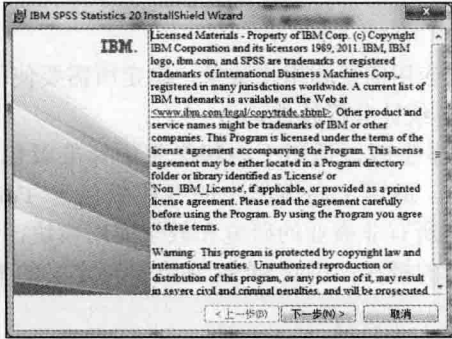 IBM SPSS Statistics 20 InstallShield Wizard
IBM.
Licensed Materials - Property of IBM Corp. (c) Copyright
IBM Corporation and its licensors 1989, 2011. IBM, IBM
logo, ibm.com, and SPSS are trademarks or registered
trademarks of International Business Machines Corp.,
registered in many jurisdictions worldwide. A current list of
IBM trademarks is available on the Web at
<www.ibm.com/legal/copytrade.shtml>. Other product and
service names might be trademarks of IBM or other
companies. This Program is licensed under the terms of the
license agreement accompanying the Program. This license
agreement may be either located in a Program directory
folder or library identified as 'License' or
'Non_IBM_License', if applicable, or provided as a printed
license agreement. Please read the agreement carefully
before using the Program. By using the Program you agree
to these terms.
Warning: This program is protected by copyright law and
international treaties. Unauthorized reproduction or
distribution of this program, or any portion of it, may result
in severe civil and criminal penalties, and will be prosecuted
< 上一步(B)
下一步(N) >
取消